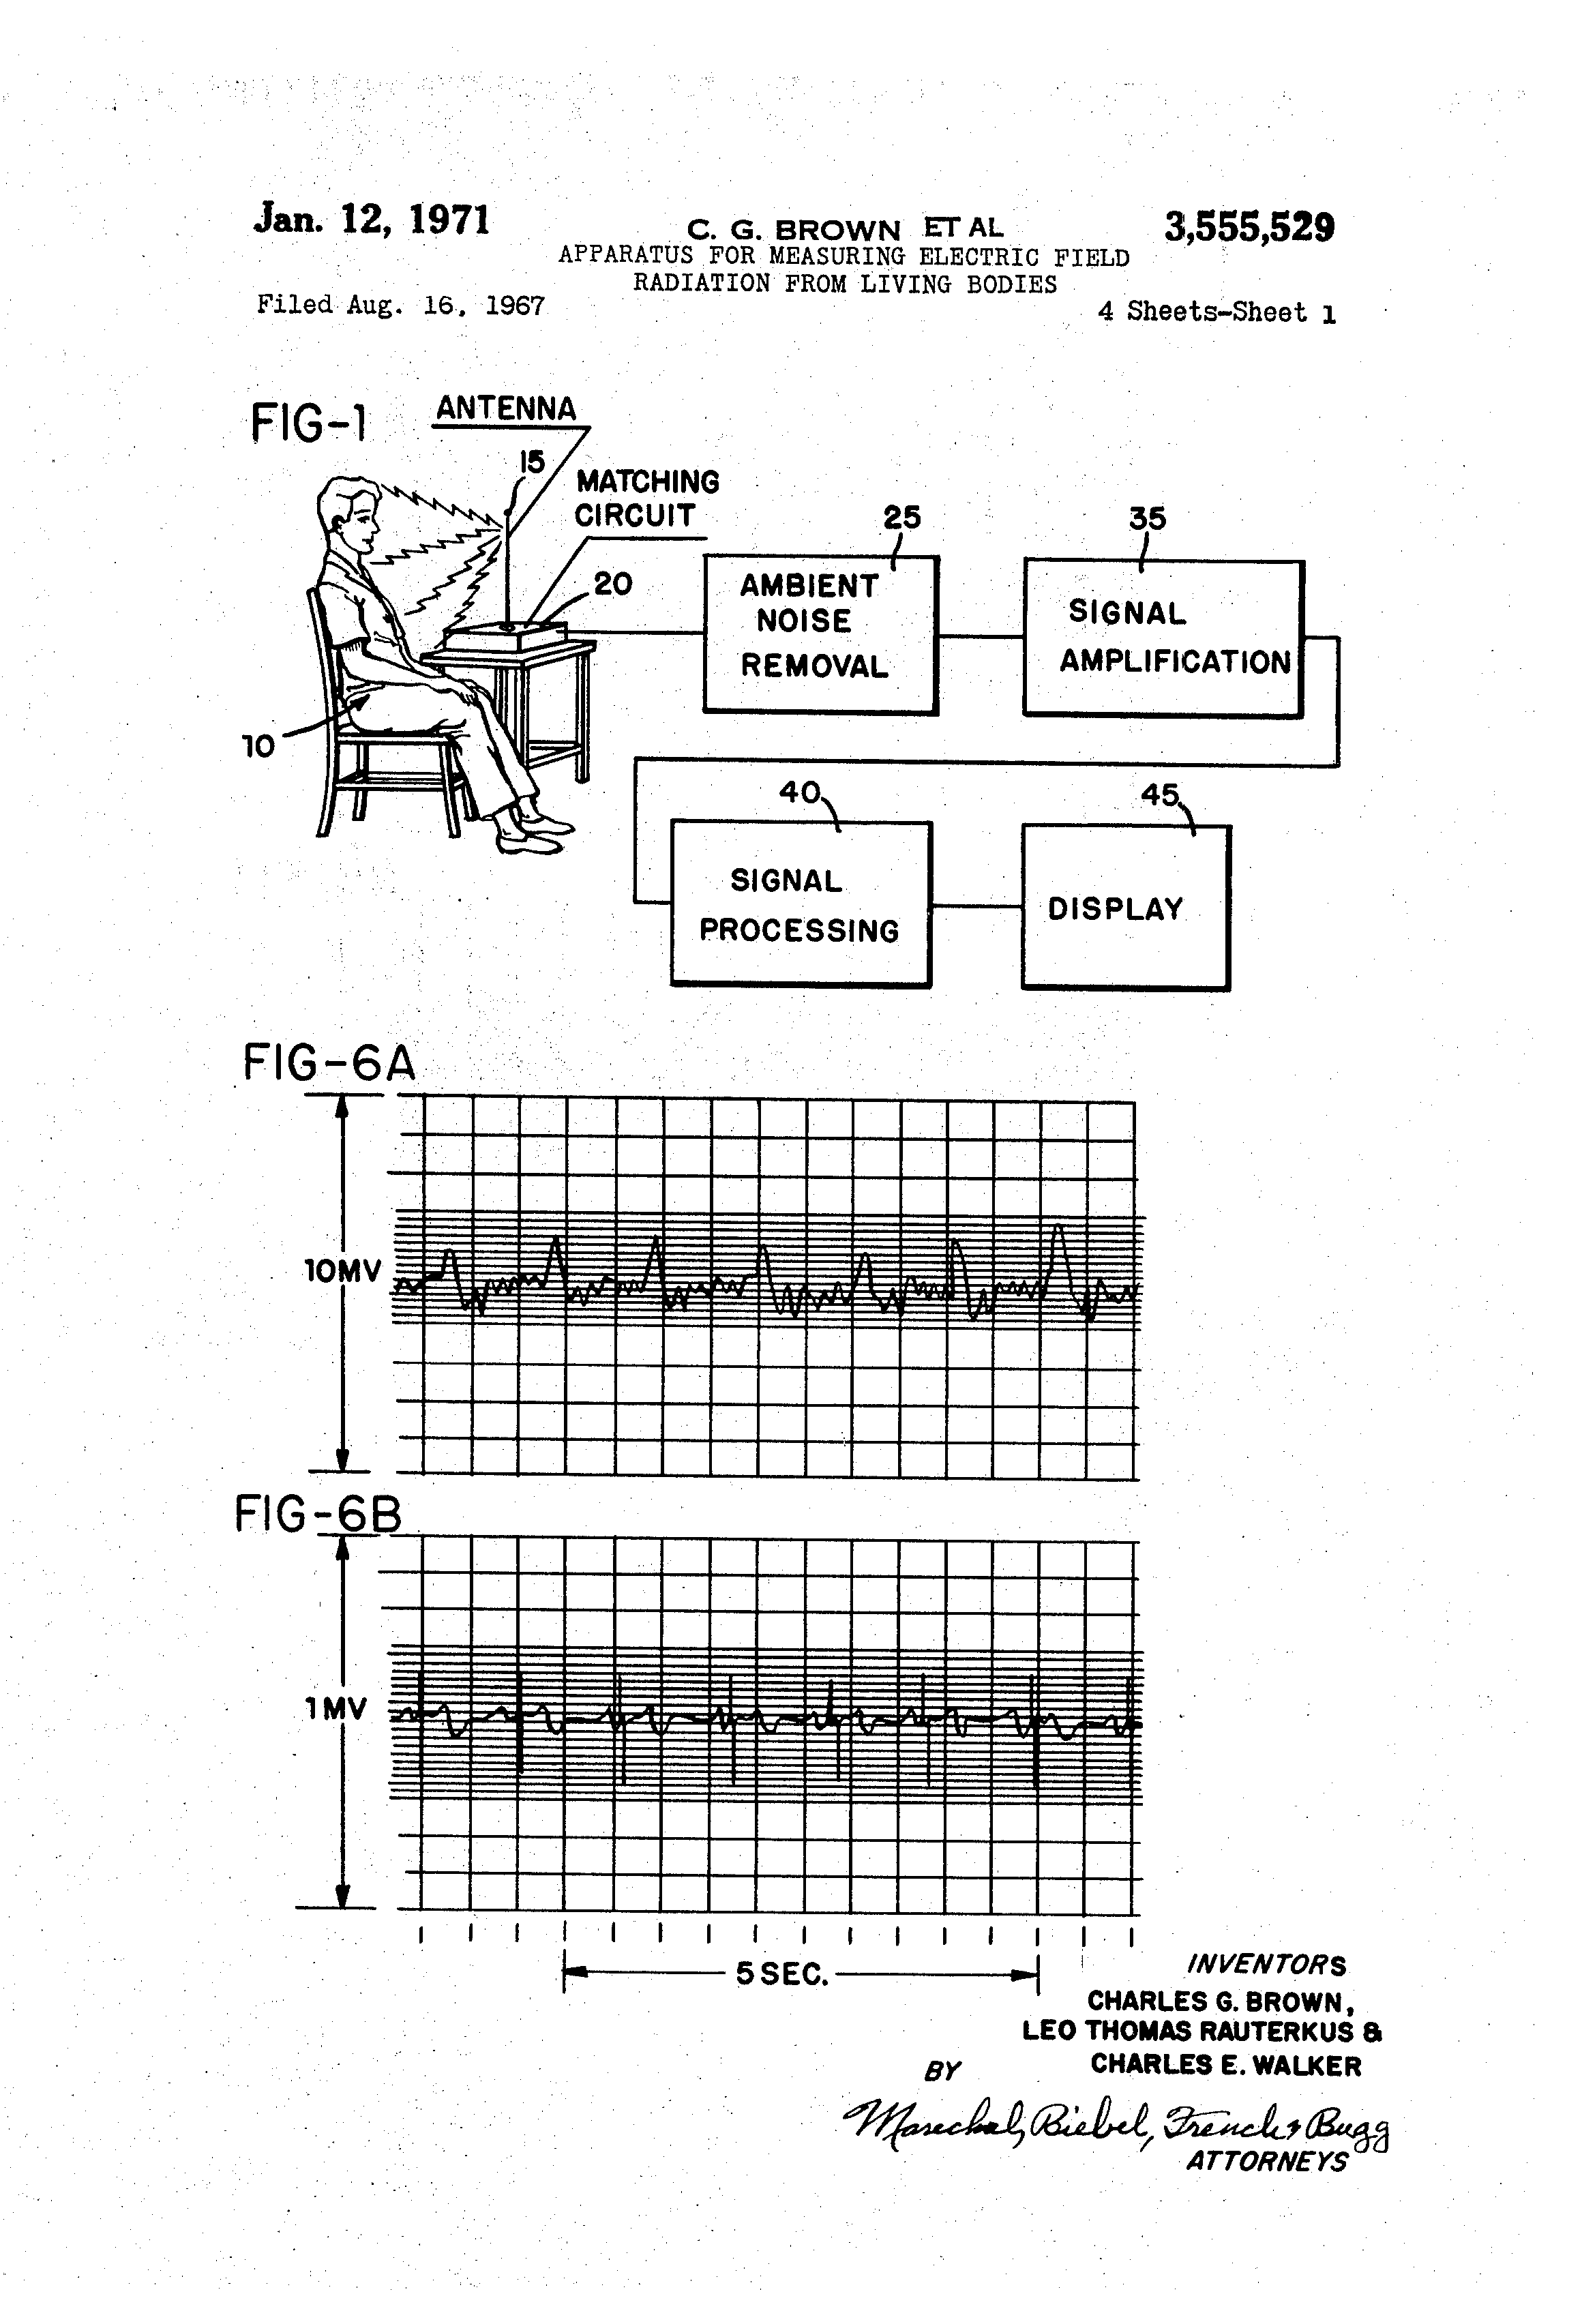 Jan. 12, 1971
C. G. BROWN ET AL
3,555,529
APPARATUS FOR MEASURING ELECTRIC FIELD
RADIATION FROM LIVING BODIES
Filed Aug. 16, 1967
4 Sheets-Sheet 1
FIG-1
ANTENNA
15
MATCHING
CIRCUIT
20
25
AMBIENT
NOISE
REMOVAL
35
SIGNAL
AMPLIFICATION
10
40
SIGNAL
PROCESSING
45
DISPLAY
FIG-6A
10MV
FIG-6B
1MV
5 SEC.
INVENTORS
CHARLES G. BROWN,
LEO THOMAS RAUTERKUS &
CHARLES E. WALKER
BY
Marechal, Biebel, French & Bugg
ATTORNEYS